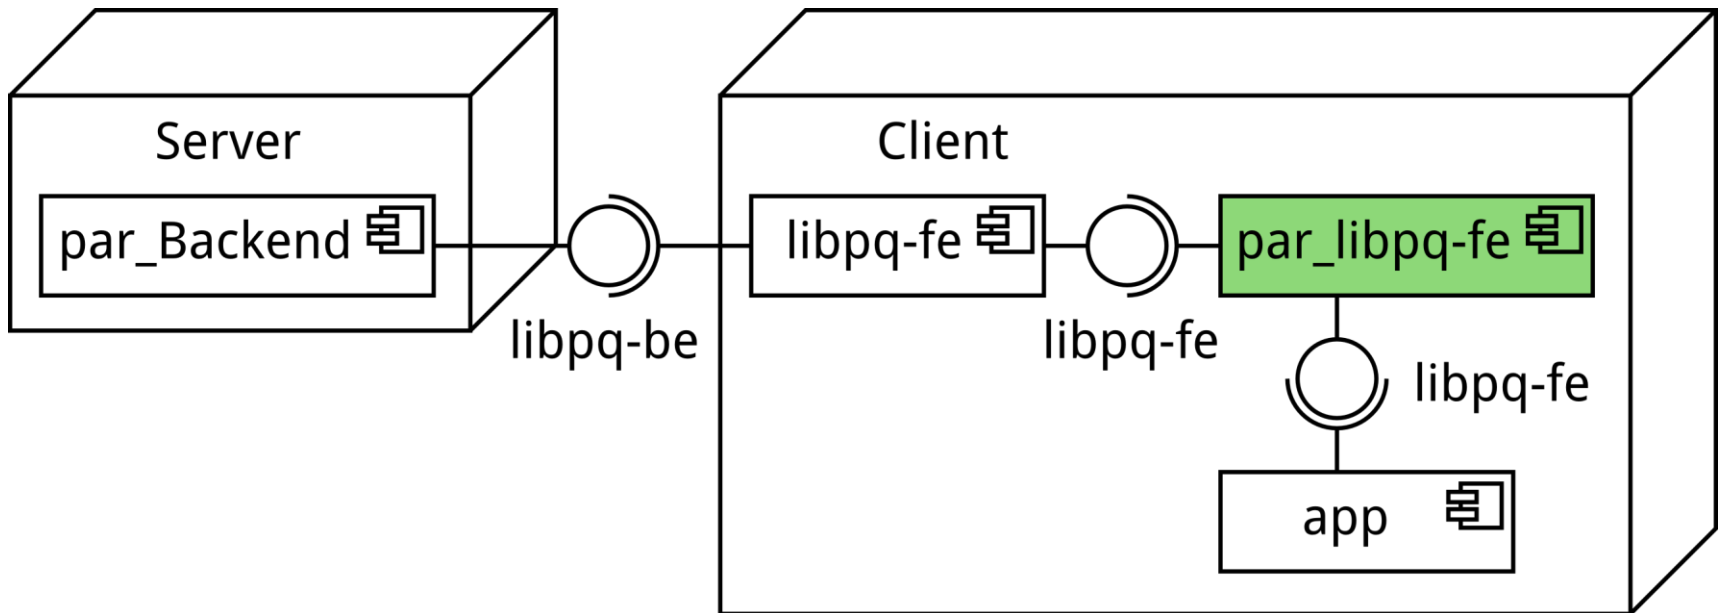 Server
par_Backend
libpq-be
Client
libpq-fe
libpq-fe
par_libpq-fe
libpq-fe
app